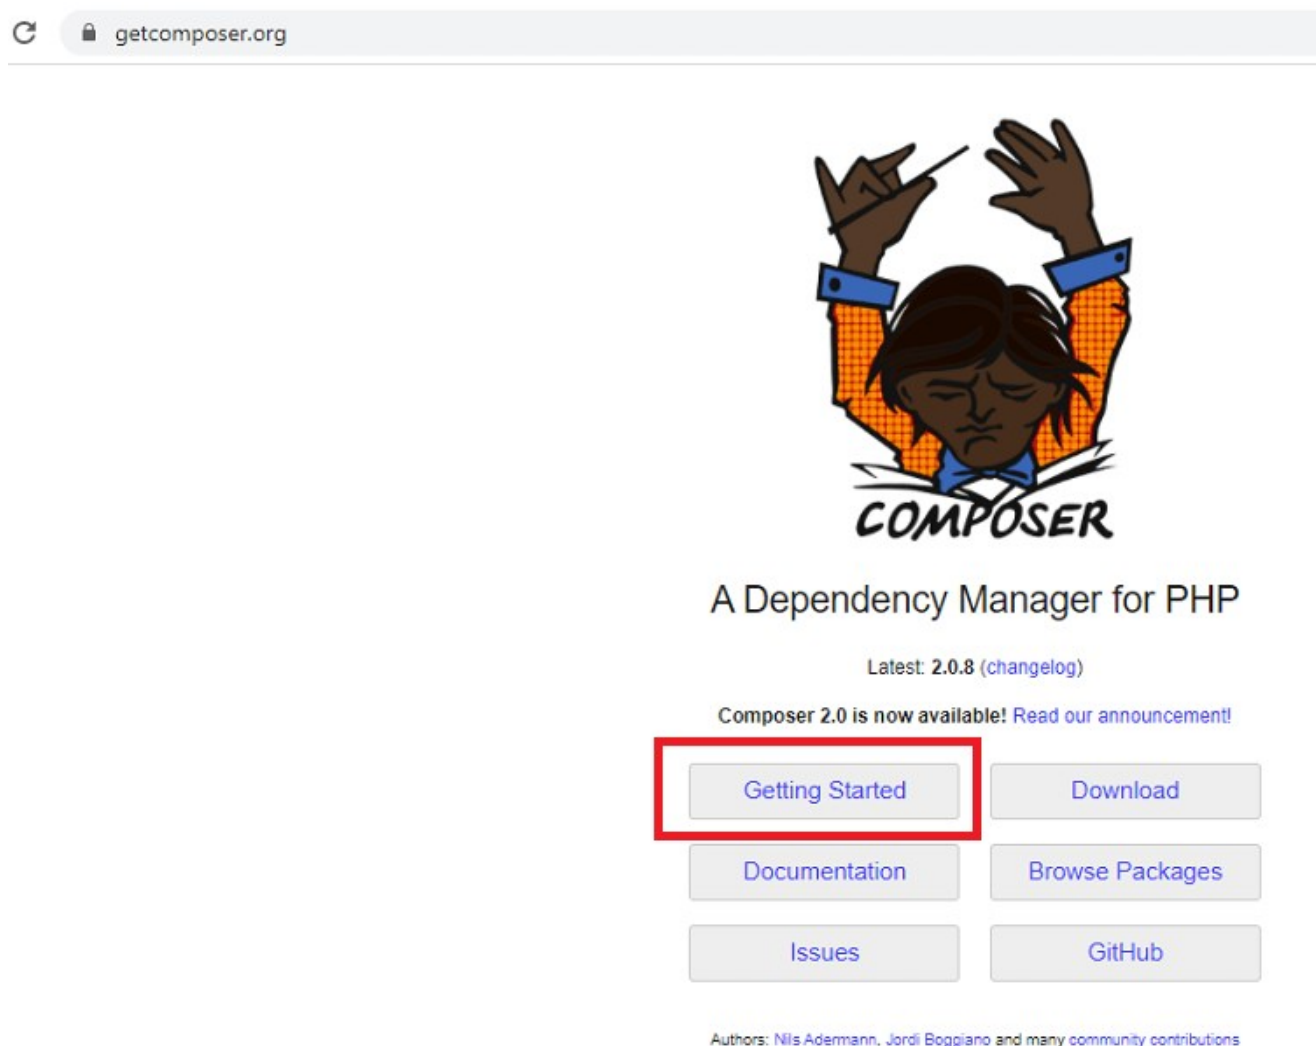 getcomposer.org
COMPOSER
A Dependency Manager for PHP
Latest: 2.0.8 (changelog)
Composer 2.0 is now available! Read our announcement!
Getting Started Download
Documentation Browse Packages
Issues GitHub
Authors: Nils Adermann, Jordi Boggiano and many community contributions